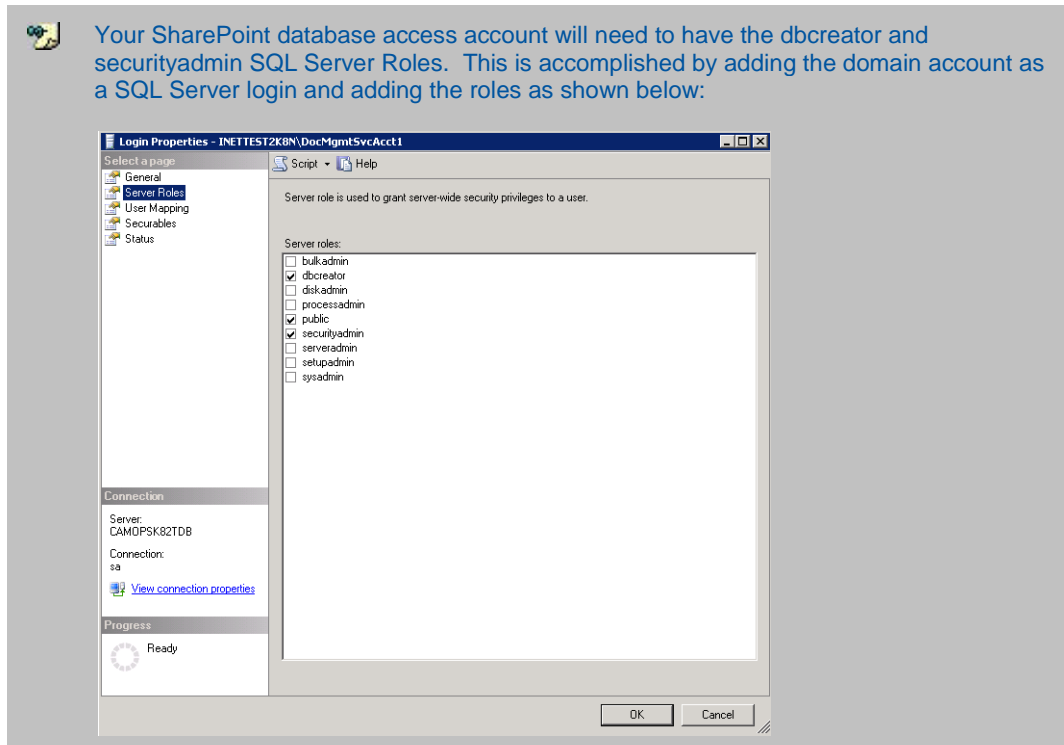 Your SharePoint database access account will need to have the dbcreator and
securityadmin SQL Server Roles.  This is accomplished by adding the domain account as
a SQL Server login and adding the roles as shown below:
Login Properties - INETTEST2K8N\DocMgmtSvcAcct1
Select a page
General
Server Roles
User Mapping
Securables
Status
Script
Help
Server role is used to grant server-wide security privileges to a user.
Server roles:
bulkadmin
dbcreator
diskadmin
processadmin
public
securityadmin
serveradmin
setupadmin
sysadmin
Connection
Server:
CAMOPSK82TDB
Connection:
sa
View connection properties
Progress
Ready
OK
Cancel